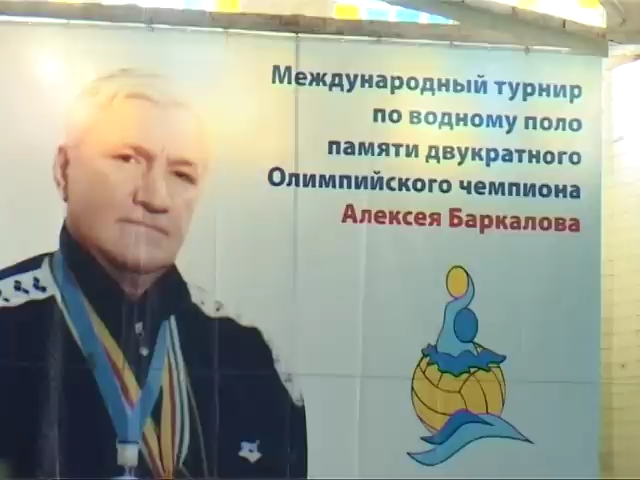 Международный турнир
по водному поло
памяти двукратного
Олимпийского чемпиона
Алексея Баркалова